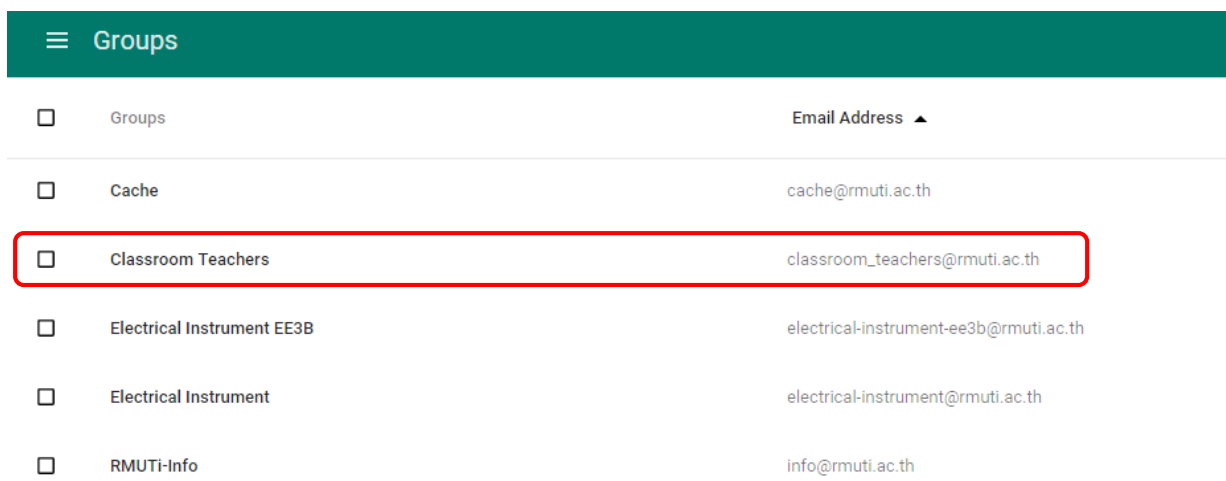 Groups
Groups Email Address
Cache cache@rmuti.ac.th
Classroom Teachers classroom_teachers@rmuti.ac.th
Electrical Instrument EE3B electrical-instrument-ee3b@rmuti.ac.th
Electrical Instrument electrical-instrument@rmuti.ac.th
RMUTi-Info info@rmuti.ac.th